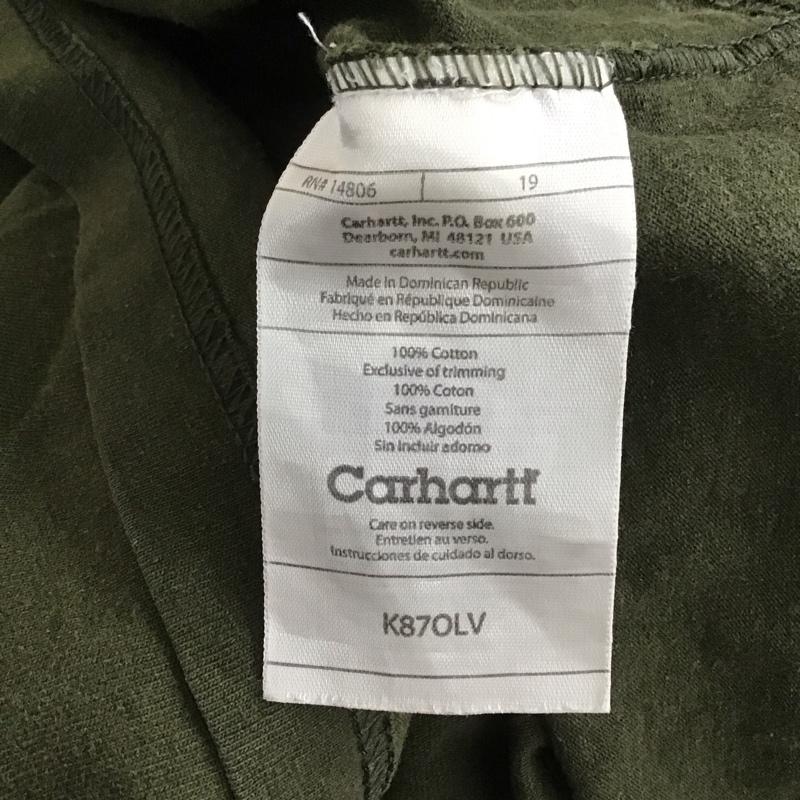 RN# 14806 19
Carhartt, Inc. P.O. Box 600
Dearborn, MI 48121 USA
carhartt.com
Made in Dominican Republic
Fabriqué en République Dominicaine
Hecho en República Dominicana
100% Cotton
Exclusive of trimming
100% Coton
Sans garniture
100% Algodón
Sin incluir adorno
Carhartt
Care on reverse side.
Entretien au verso.
Instrucciones de cuidado al dorso.
K87OLV